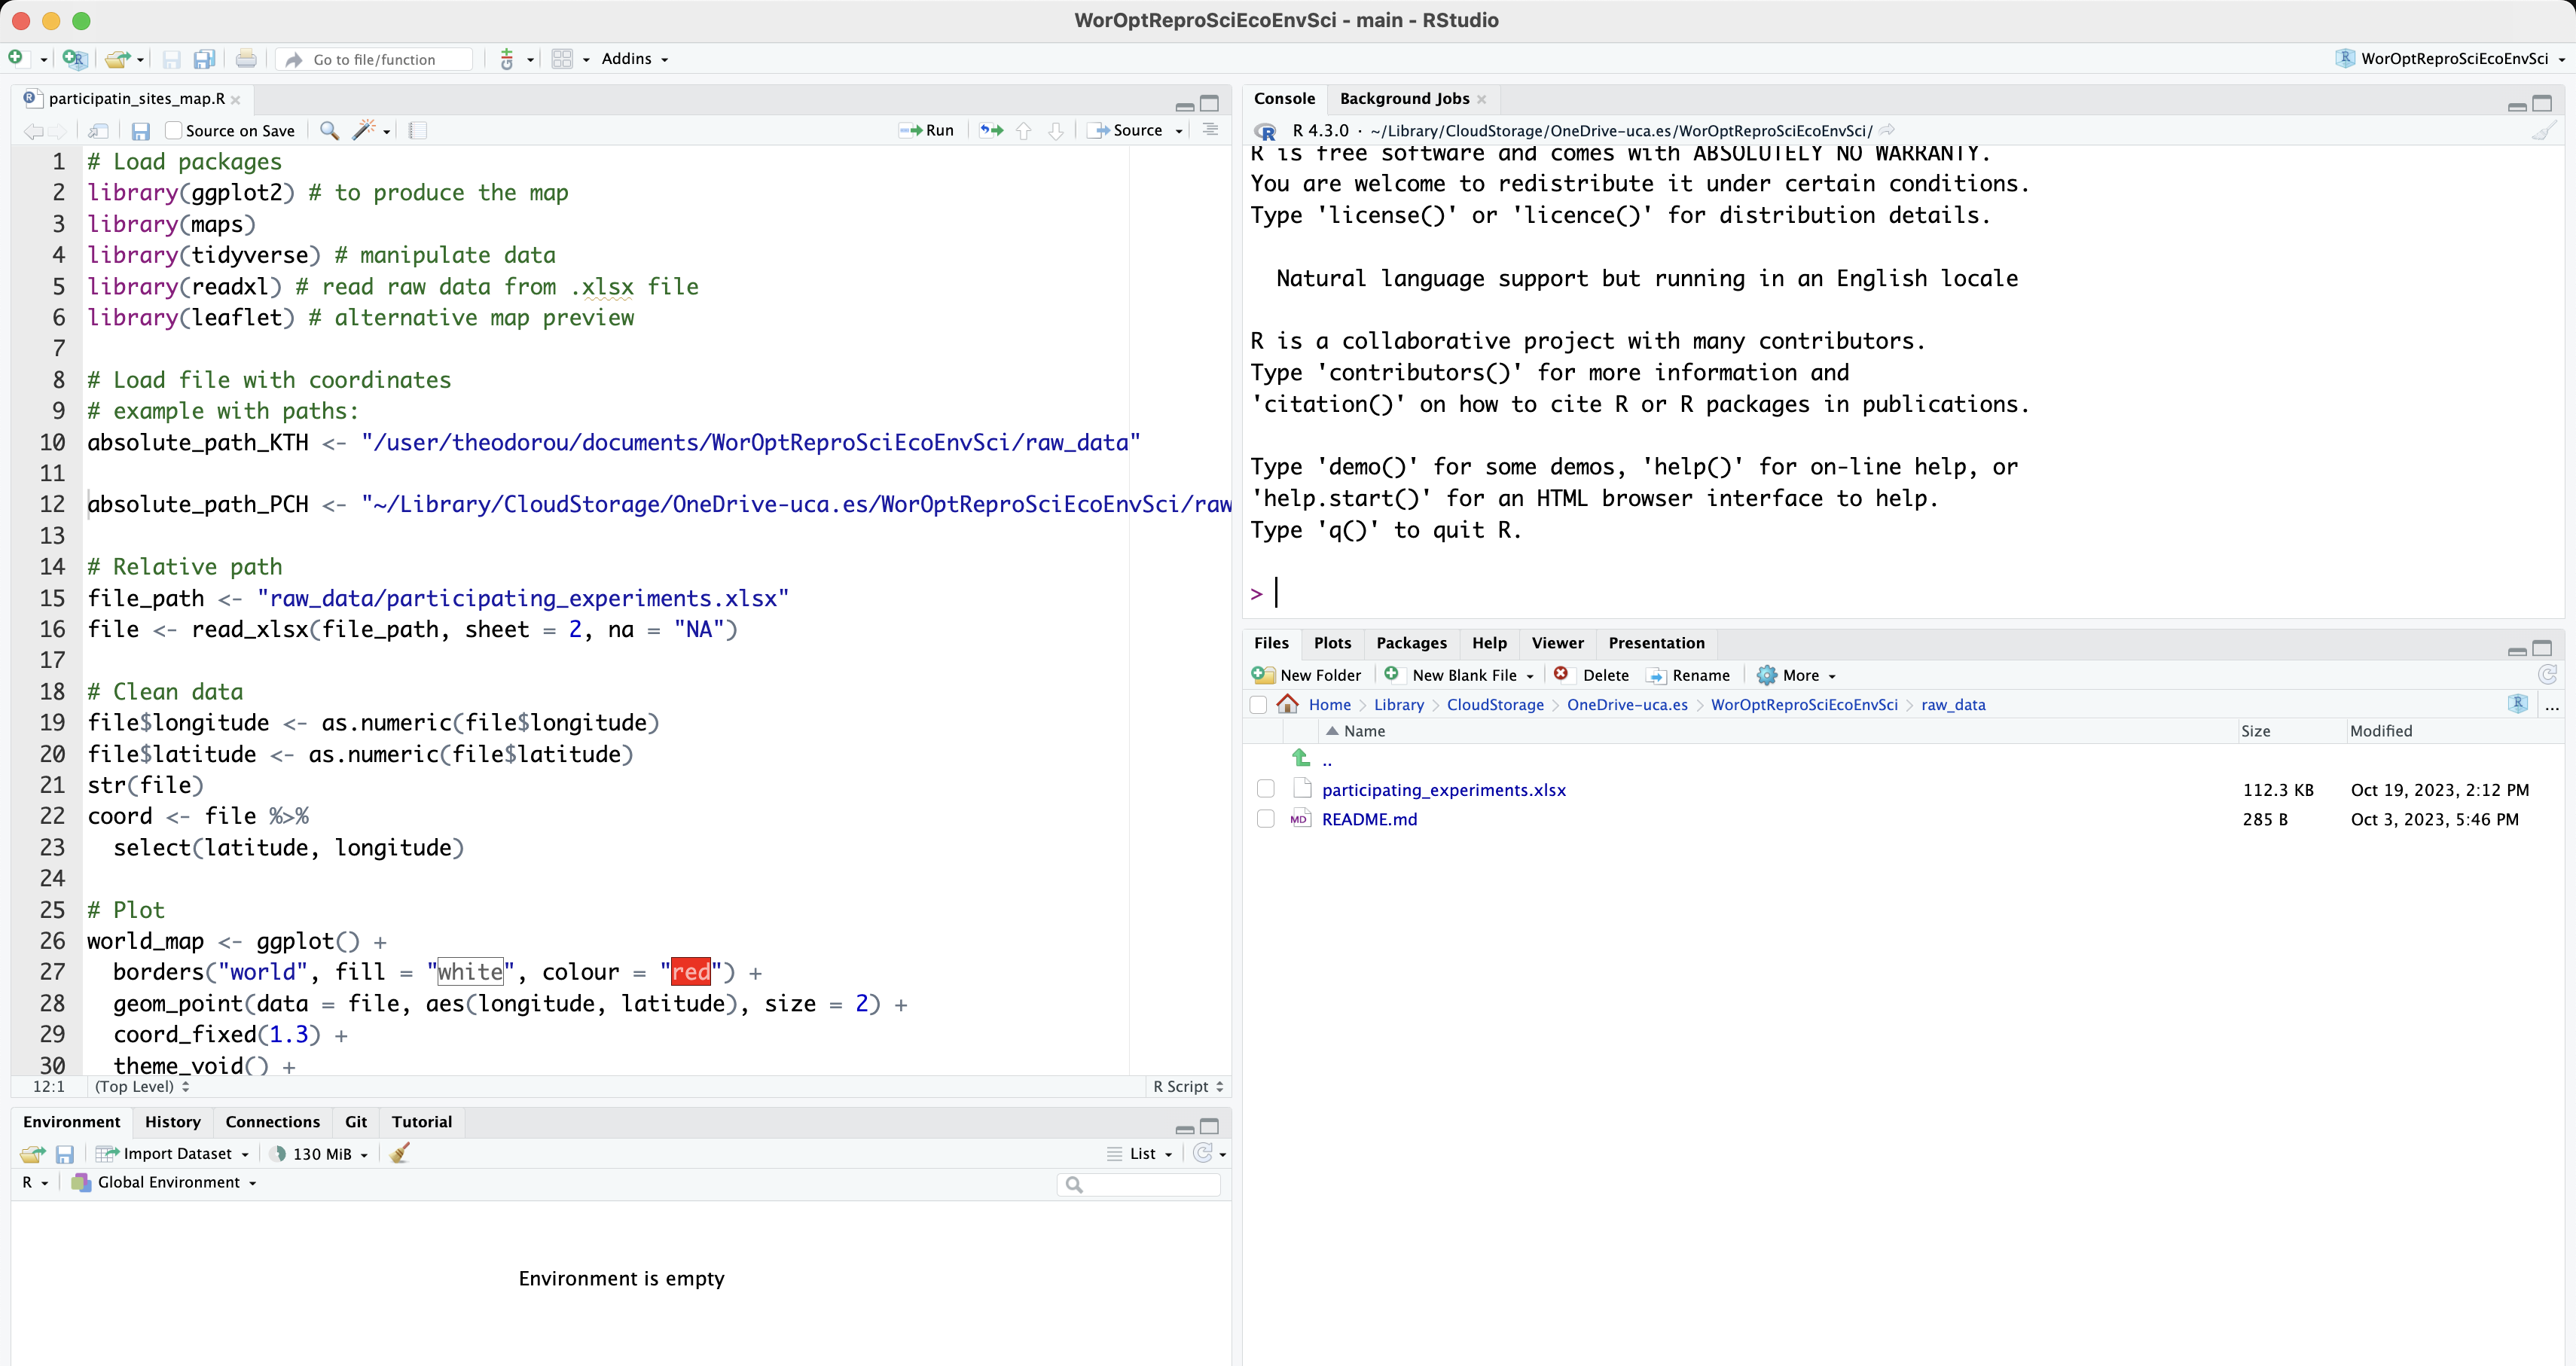 WorOptReproSciEcoEnvSci - main - RStudio
Go to file/function
Addins
WorOptReproSciEcoEnvSci
participatin_sites_map.R
Source on Save
Run
Source
1 # Load packages
2 library(ggplot2) # to produce the map
3 library(maps)
4 library(tidyverse) # manipulate data
5 library(readxl) # read raw data from .xlsx file
6 library(leaflet) # alternative map preview
7
8 # Load file with coordinates
9 # example with paths:
10 absolute_path_KTH <- "/user/theodorou/documents/WorOptReproSciEcoEnvSci/raw_data"
11
12 absolute_path_PCH <- "~/Library/CloudStorage/OneDrive-uca.es/WorOptReproSciEcoEnvSci/raw
13
14 # Relative path
15 file_path <- "raw_data/participating_experiments.xlsx"
16 file <- read_xlsx(file_path, sheet = 2, na = "NA")
17
18 # Clean data
19 file$longitude <- as.numeric(file$longitude)
20 file$latitude <- as.numeric(file$latitude)
21 str(file)
22 coord <- file %>%
23 select(latitude, longitude)
24
25 # Plot
26 world_map <- ggplot() +
27 borders("world", fill = "white", colour = "red") +
28 geom_point(data = file, aes(longitude, latitude), size = 2) +
29 coord_fixed(1.3) +
30 theme_void() +
12:1 (Top Level) R Script
Environment History Connections Git Tutorial
Import Dataset 130 MiB List
R Global Environment
Environment is empty
Console Background Jobs
R 4.3.0 · ~/Library/CloudStorage/OneDrive-uca.es/WorOptReproSciEcoEnvSci/
R is free software and comes with ABSOLUTELY NO WARRANTY.
You are welcome to redistribute it under certain conditions.
Type 'license()' or 'licence()' for distribution details.
Natural language support but running in an English locale
R is a collaborative project with many contributors.
Type 'contributors()' for more information and
'citation()' on how to cite R or R packages in publications.
Type 'demo()' for some demos, 'help()' for on-line help, or
'help.start()' for an HTML browser interface to help.
Type 'q()' to quit R.
>
Files Plots Packages Help Viewer Presentation
New Folder New Blank File Delete Rename More
Home Library CloudStorage OneDrive-uca.es WorOptReproSciEcoEnvSci raw_data ...
Name Size Modified
..
participating_experiments.xlsx 112.3 KB Oct 19, 2023, 2:12 PM
MD README.md 285 B Oct 3, 2023, 5:46 PM